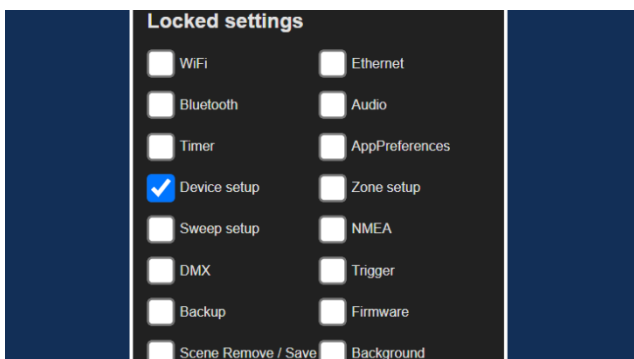 Locked settings
WiFi Ethernet
Bluetooth Audio
Timer AppPreferences
Device setup Zone setup
Sweep setup NMEA
DMX Trigger
Backup Firmware
Scene Remove / Save Background